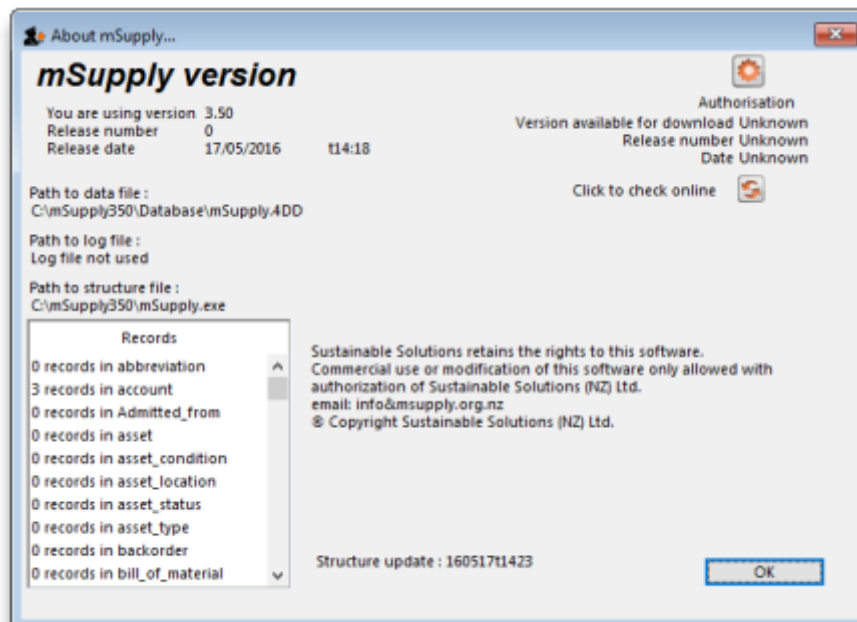 About mSupply...
mSupply version
You are using version 3.50
Release number 0
Release date 17/05/2016 t14:18
Authorisation
Version available for download Unknown
Release number Unknown
Date Unknown
Click to check online
Path to data file :
C:\mSupply350\Database\mSupply.4DD
Path to log file :
Log file not used
Path to structure file :
C:\mSupply350\mSupply.exe
Records
0 records in abbreviation
3 records in account
0 records in Admitted_from
0 records in asset
0 records in asset_condition
0 records in asset_location
0 records in asset_status
0 records in asset_type
0 records in backorder
0 records in bill_of_material
Sustainable Solutions retains the rights to this software.
Commercial use or modification of this software only allowed with
authorization of Sustainable Solutions (NZ) Ltd.
email: info&msupply.org.nz
® Copyright Sustainable Solutions (NZ) Ltd.
Structure update : 160517t1423
OK